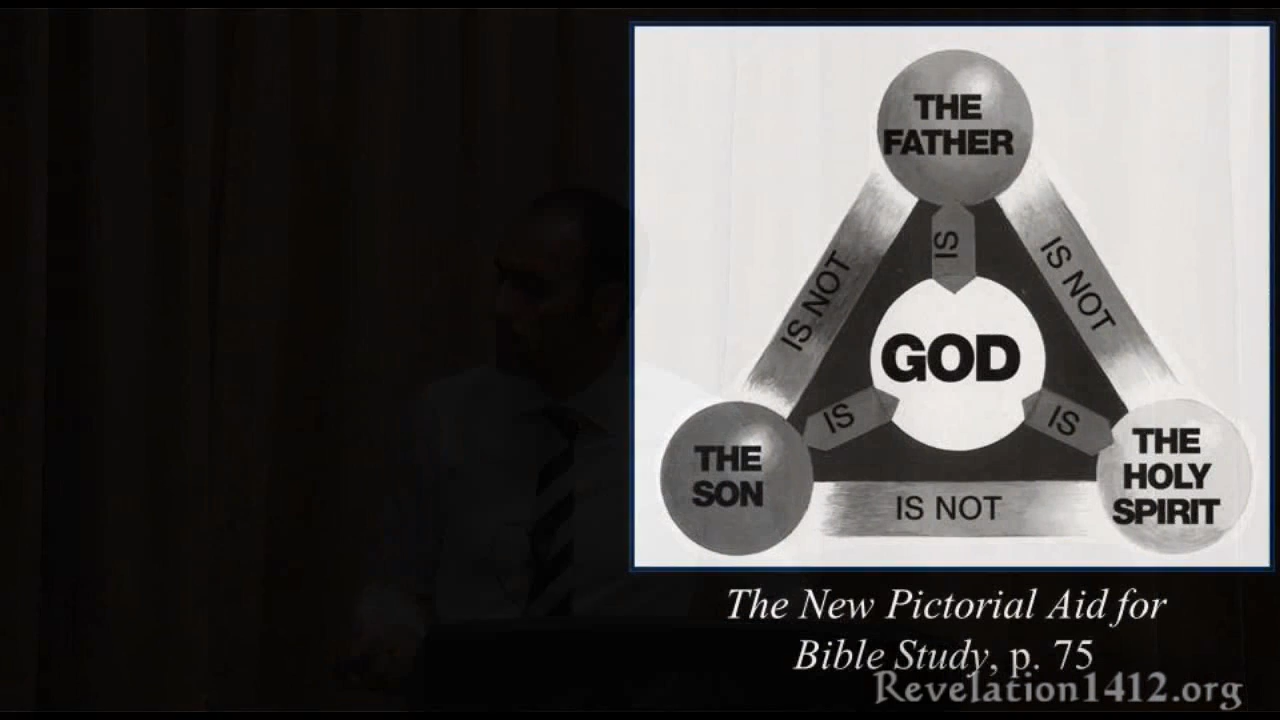 THE
FATHER
IS NOT
IS
IS NOT
GOD
IS
IS
THE
SON
IS NOT
THE
HOLY
SPIRIT
The New Pictorial Aid for
Bible Study, p. 75
Revelation1412.org